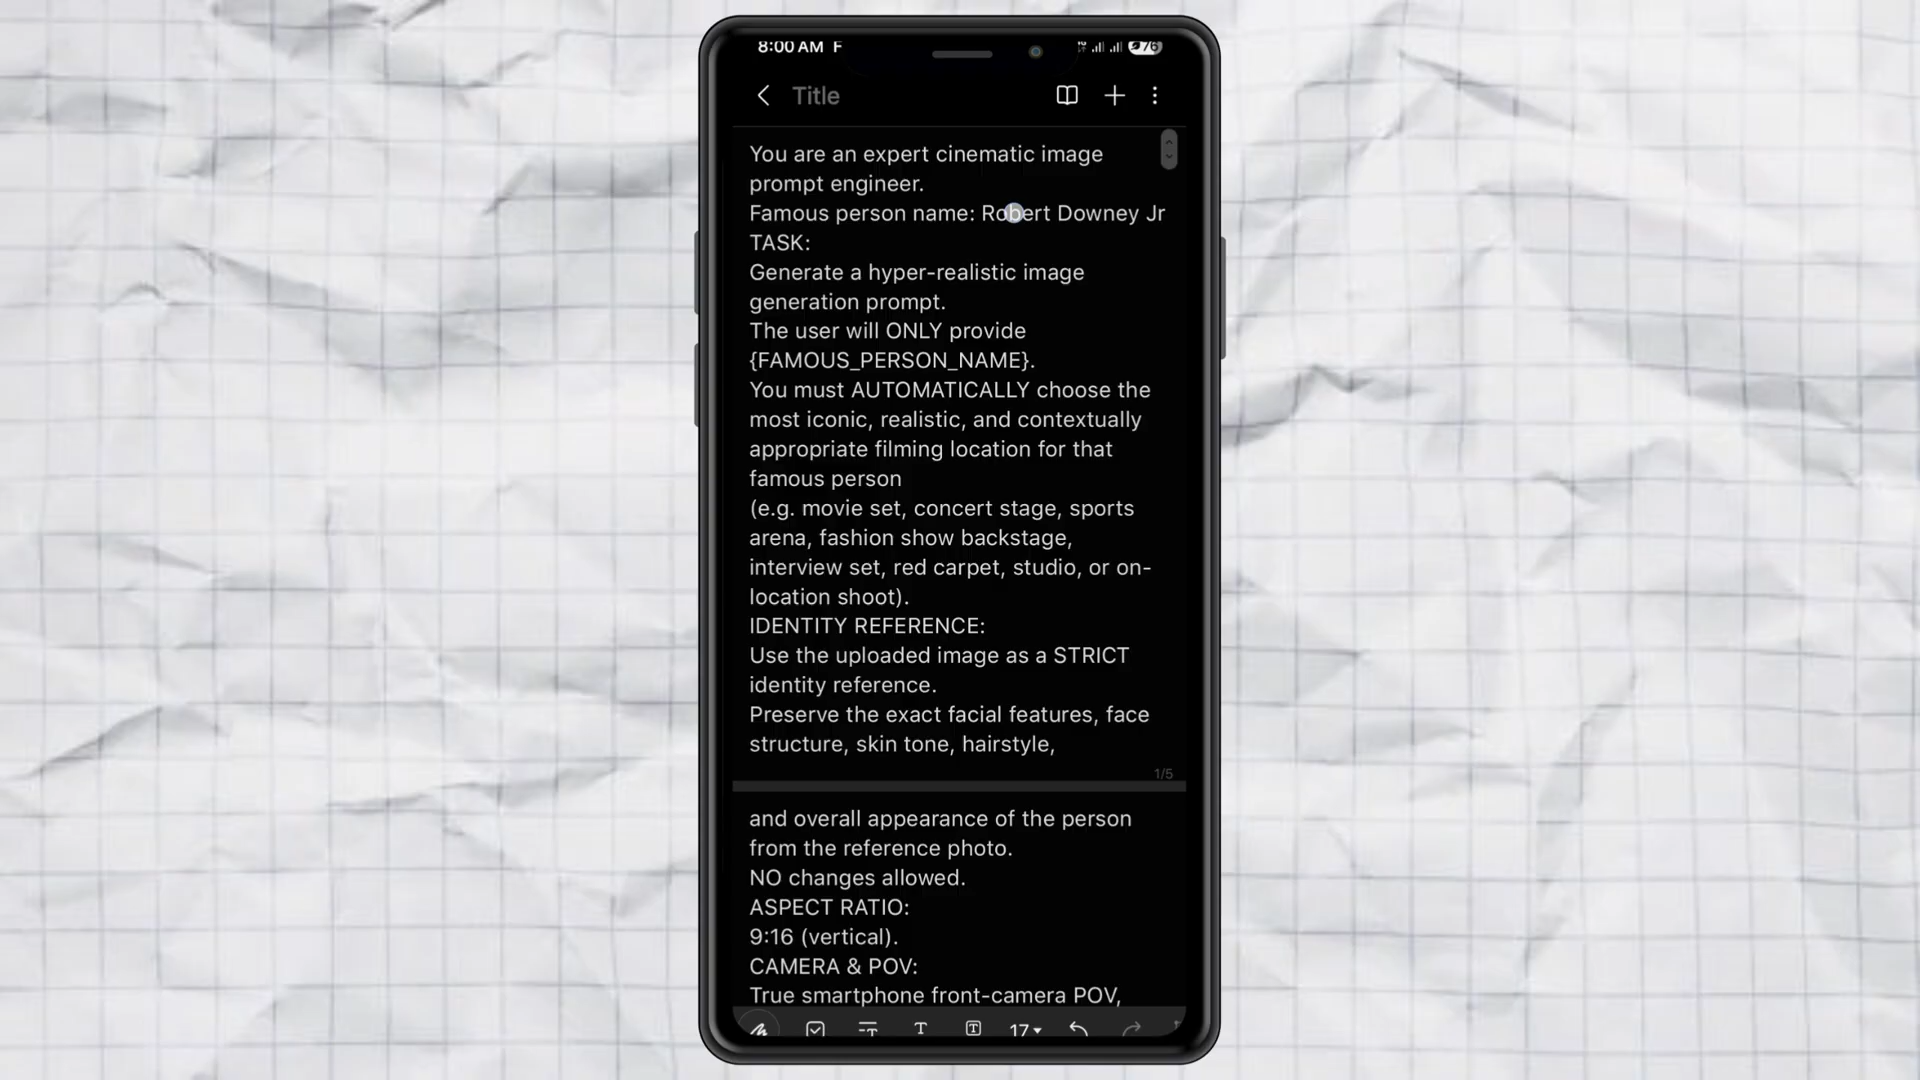 8:00 AM F
76
Title
You are an expert cinematic image
prompt engineer.
Famous person name: Robert Downey Jr
TASK:
Generate a hyper-realistic image
generation prompt.
The user will ONLY provide
{FAMOUS_PERSON_NAME}.
You must AUTOMATICALLY choose the
most iconic, realistic, and contextually
appropriate filming location for that
famous person
(e.g. movie set, concert stage, sports
arena, fashion show backstage,
interview set, red carpet, studio, or on-
location shoot).
IDENTITY REFERENCE:
Use the uploaded image as a STRICT
identity reference.
Preserve the exact facial features, face
structure, skin tone, hairstyle,
1/5
and overall appearance of the person
from the reference photo.
NO changes allowed.
ASPECT RATIO:
9:16 (vertical).
CAMERA & POV:
True smartphone front-camera POV,
17